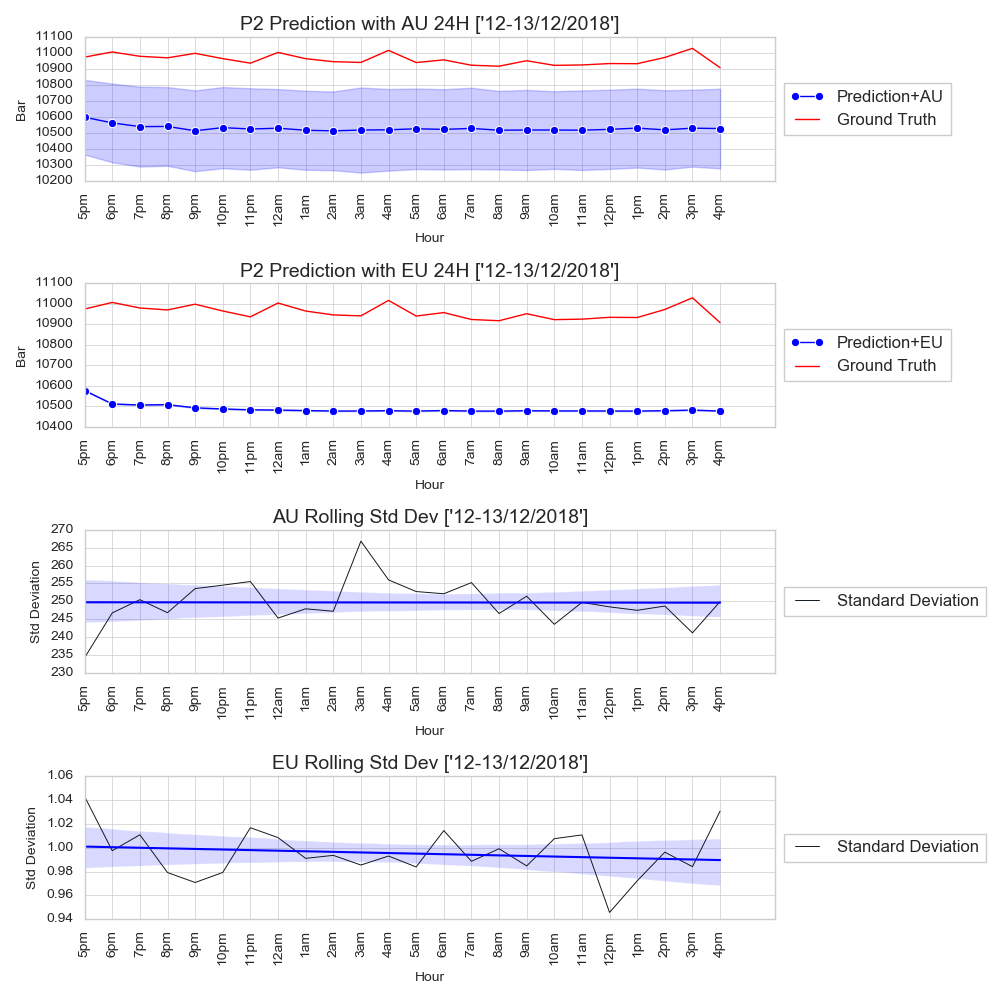 P2 Prediction with AU 24H ['12-13/12/2018']
11100
11000
10900
10800
10700
10600
10500
10400
10300
10200
Bar
5pm 6pm 7pm 8pm 9pm 10pm 11pm 12am 1am 2am 3am 4am 5am 6am 7am 8am 9am 10am 11am 12pm 1pm 2pm 3pm 4pm
Hour
Prediction+AU
Ground Truth
P2 Prediction with EU 24H ['12-13/12/2018']
11100
11000
10900
10800
10700
10600
10500
10400
Bar
5pm 6pm 7pm 8pm 9pm 10pm 11pm 12am 1am 2am 3am 4am 5am 6am 7am 8am 9am 10am 11am 12pm 1pm 2pm 3pm 4pm
Hour
Prediction+EU
Ground Truth
AU Rolling Std Dev ['12-13/12/2018']
270
265
260
255
250
245
240
235
230
Std Deviation
5pm 6pm 7pm 8pm 9pm 10pm 11pm 12am 1am 2am 3am 4am 5am 6am 7am 8am 9am 10am 11am 12pm 1pm 2pm 3pm 4pm
Hour
Standard Deviation
EU Rolling Std Dev ['12-13/12/2018']
1.06
1.04
1.02
1.00
0.98
0.96
0.94
Std Deviation
5pm 6pm 7pm 8pm 9pm 10pm 11pm 12am 1am 2am 3am 4am 5am 6am 7am 8am 9am 10am 11am 12pm 1pm 2pm 3pm 4pm
Hour
Standard Deviation